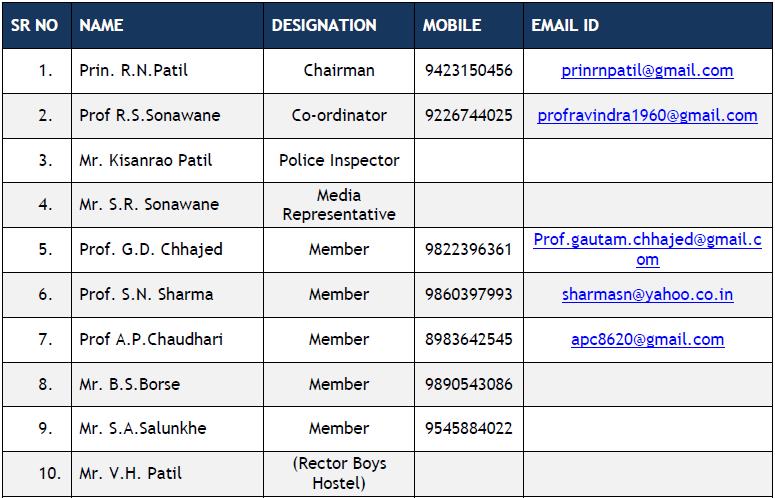 SR NO NAME DESIGNATION MOBILE EMAIL ID
1. Prin. R.N.Patil Chairman 9423150456 prinrnpatil@gmail.com
2. Prof R.S.Sonawane Co-ordinator 9226744025 profravindra1960@gmail.com
3. Mr. Kisanrao Patil Police Inspector
4. Mr. S.R. Sonawane Media
Representative
5. Prof. G.D. Chhajed Member 9822396361 Prof.gautam.chhajed@gmail.c
om
6. Prof. S.N. Sharma Member 9860397993 sharmasn@yahoo.co.in
7. Prof A.P.Chaudhari Member 8983642545 apc8620@gmail.com
8. Mr. B.S.Borse Member 9890543086
9. Mr. S.A.Salunkhe Member 9545884022
10. Mr. V.H. Patil (Rector Boys
Hostel)